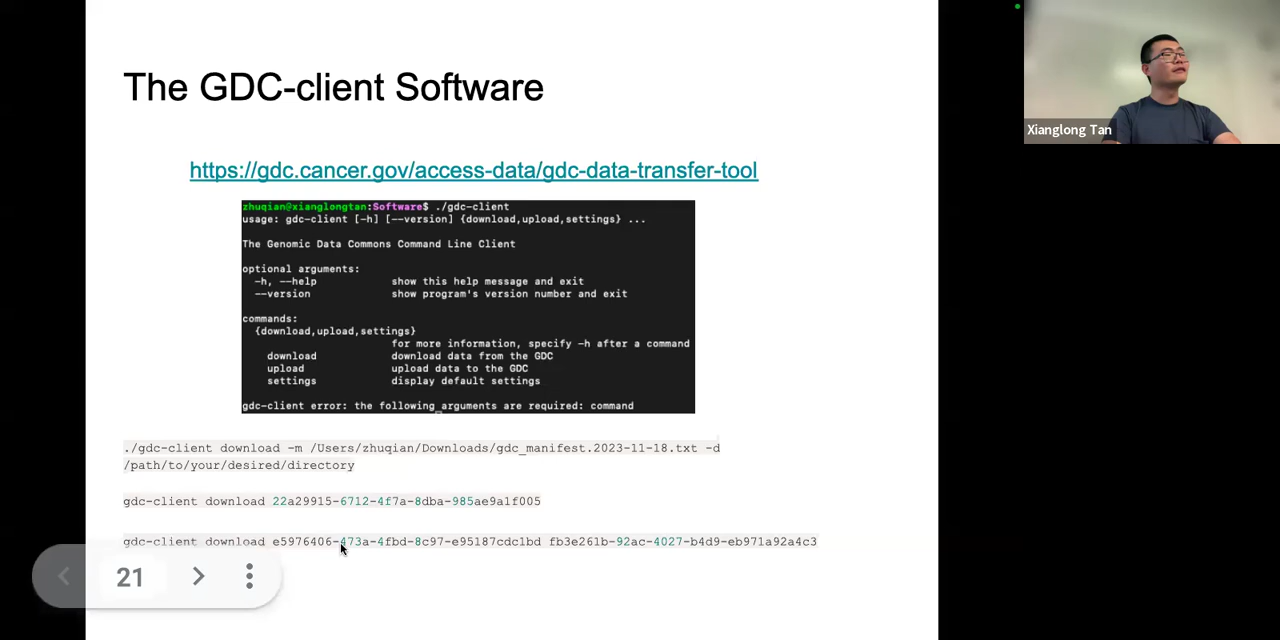 The GDC-client Software
https://gdc.cancer.gov/access-data/gdc-data-transfer-tool
zhuqian@xianglongtan:Software$ ./gdc-client
usage: gdc-client [-h] [--version] {download,upload,settings} ...
The Genomic Data Commons Command Line Client
optional arguments:
-h, --help show this help message and exit
--version show program's version number and exit
commands:
{download,upload,settings}
for more information, specify -h after a command
download download data from the GDC
upload upload data to the GDC
settings display default settings
gdc-client error: the following arguments are required: command
./gdc-client download -m /Users/zhuqian/Downloads/gdc_manifest.2023-11-18.txt -d
/path/to/your/desired/directory
gdc-client download 22a29915-6712-4f7a-8dba-985ae9a1f005
gdc-client download e5976406-473a-4fbd-8c97-e95187cdc1bd fb3e261b-92ac-4027-b4d9-eb971a92a4c3
21
Xianglong Tan